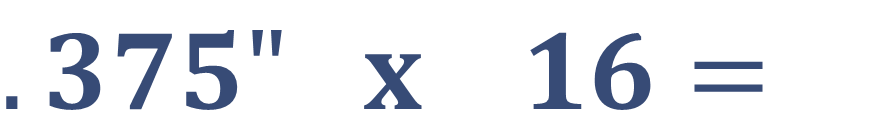 .375" x 16 =